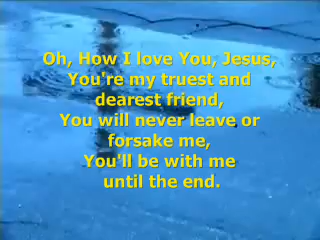 Oh, How I love You, Jesus,
You're my truest and
dearest friend,
You will never leave or
forsake me,
You'll be with me
until the end.